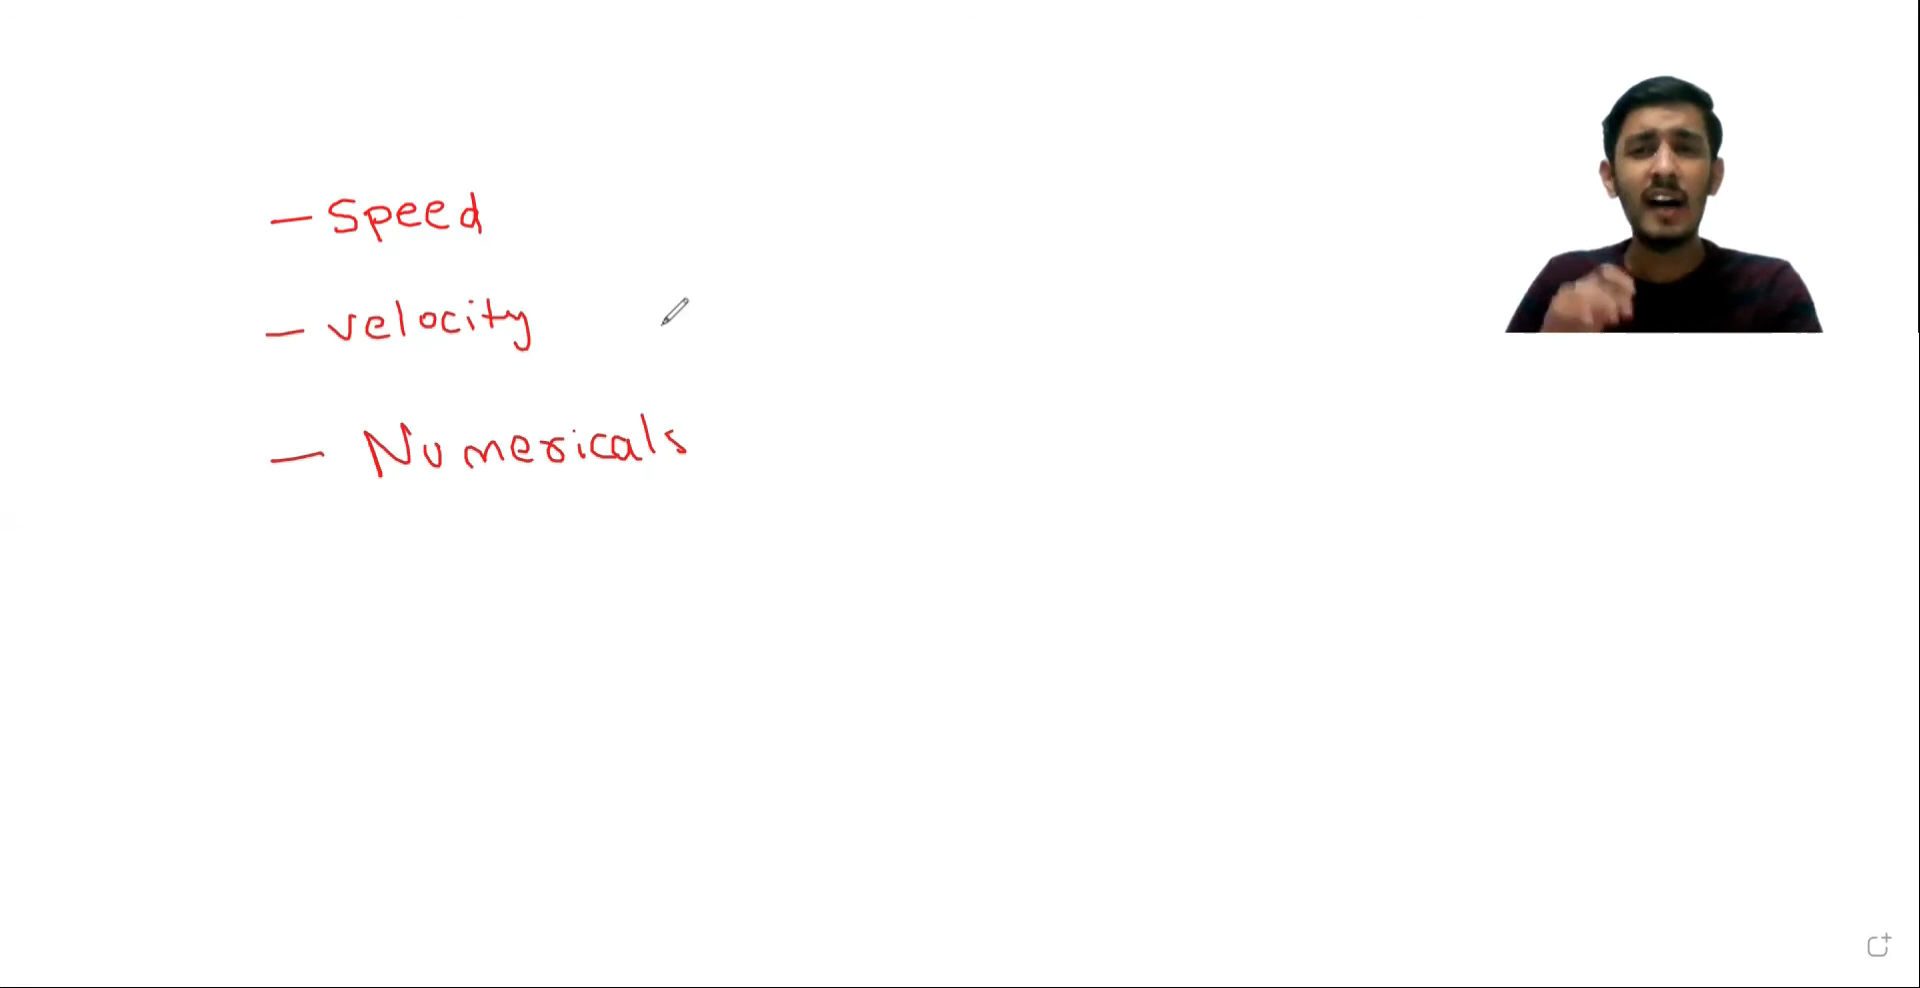 — Speed
— velocity
— Numericals